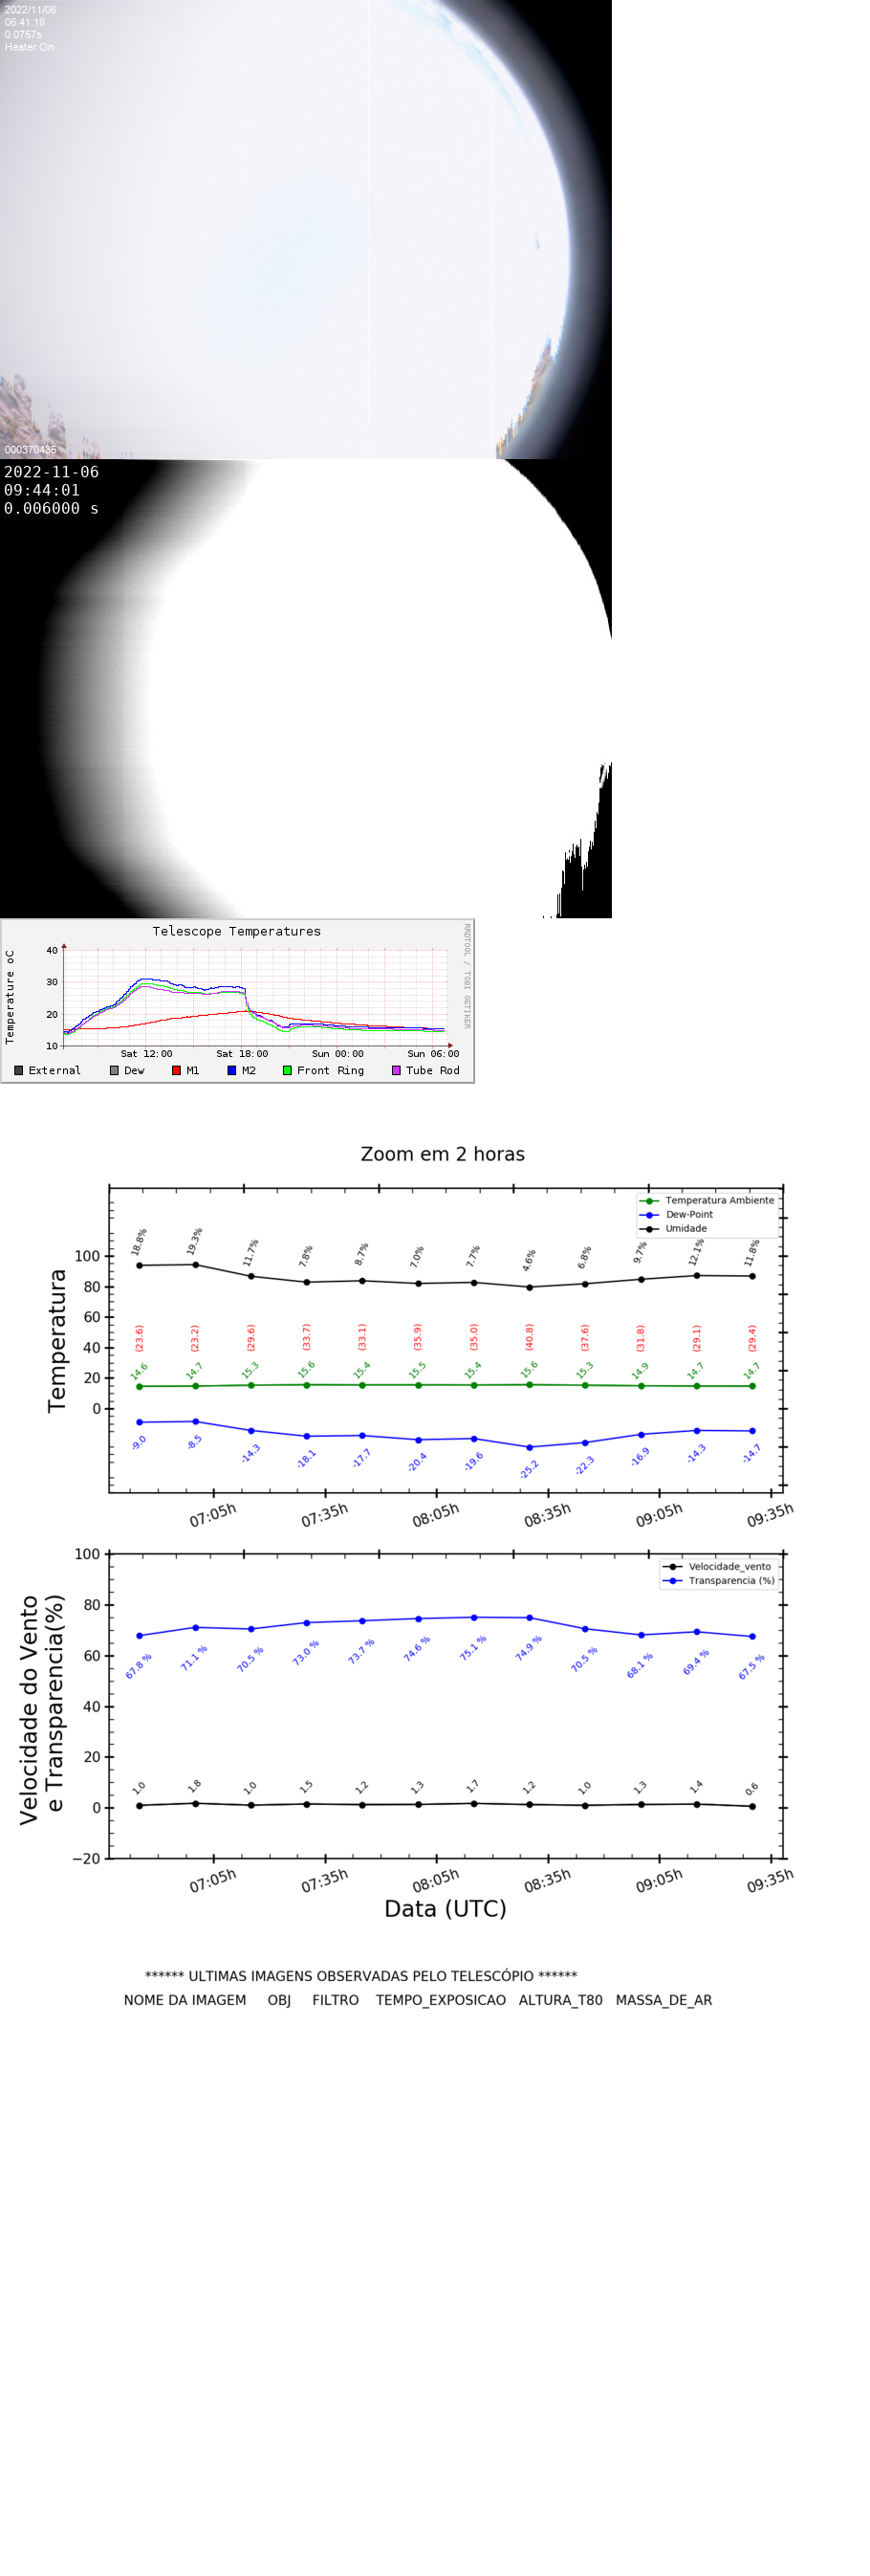 2022/11/06
06:41:18
0.0757s
Heater On
000370435
2022-11-06
09:44:01
0.006000 s
Telescope Temperatures
RRDTOOL / TOBI OETIKER
Temperature oC
40
30
20
10
Sat 12:00 Sat 18:00 Sun 00:00 Sun 06:00
External Dew M1 M2 Front Ring Tube Rod
Zoom em 2 horas
Temperatura Ambiente
Dew-Point
Umidade
Temperatura
100
80
60
40
20
0
18.8% 19.3% 11.7% 7.8% 8.7% 7.0% 7.7% 4.6% 6.8% 9.7% 12.1% 11.8%
(23.6) (23.2) (29.6) (33.7) (33.1) (35.9) (35.0) (40.8) (37.6) (31.8) (29.1) (29.4)
14.6 14.7 15.3 15.6 15.4 15.5 15.4 15.6 15.3 14.9 14.7 14.7
-9.0 -8.5 -14.3 -18.1 -17.7 -20.4 -19.6 -25.2 -22.3 -16.9 -14.3 -14.7
07:05h 07:35h 08:05h 08:35h 09:05h 09:35h
Velocidade_vento
Transparencia (%)
Velocidade do Vento
e Transparencia(%)
100
80
60
40
20
0
−20
67.8 % 71.1 % 70.5 % 73.0 % 73.7 % 74.6 % 75.1 % 74.9 % 70.5 % 68.1 % 69.4 % 67.5 %
1.0 1.8 1.0 1.5 1.2 1.3 1.7 1.2 1.0 1.3 1.4 0.6
07:05h 07:35h 08:05h 08:35h 09:05h 09:35h
Data (UTC)
****** ULTIMAS IMAGENS OBSERVADAS PELO TELESCÓPIO ******
NOME DA IMAGEM OBJ FILTRO TEMPO_EXPOSICAO ALTURA_T80 MASSA_DE_AR